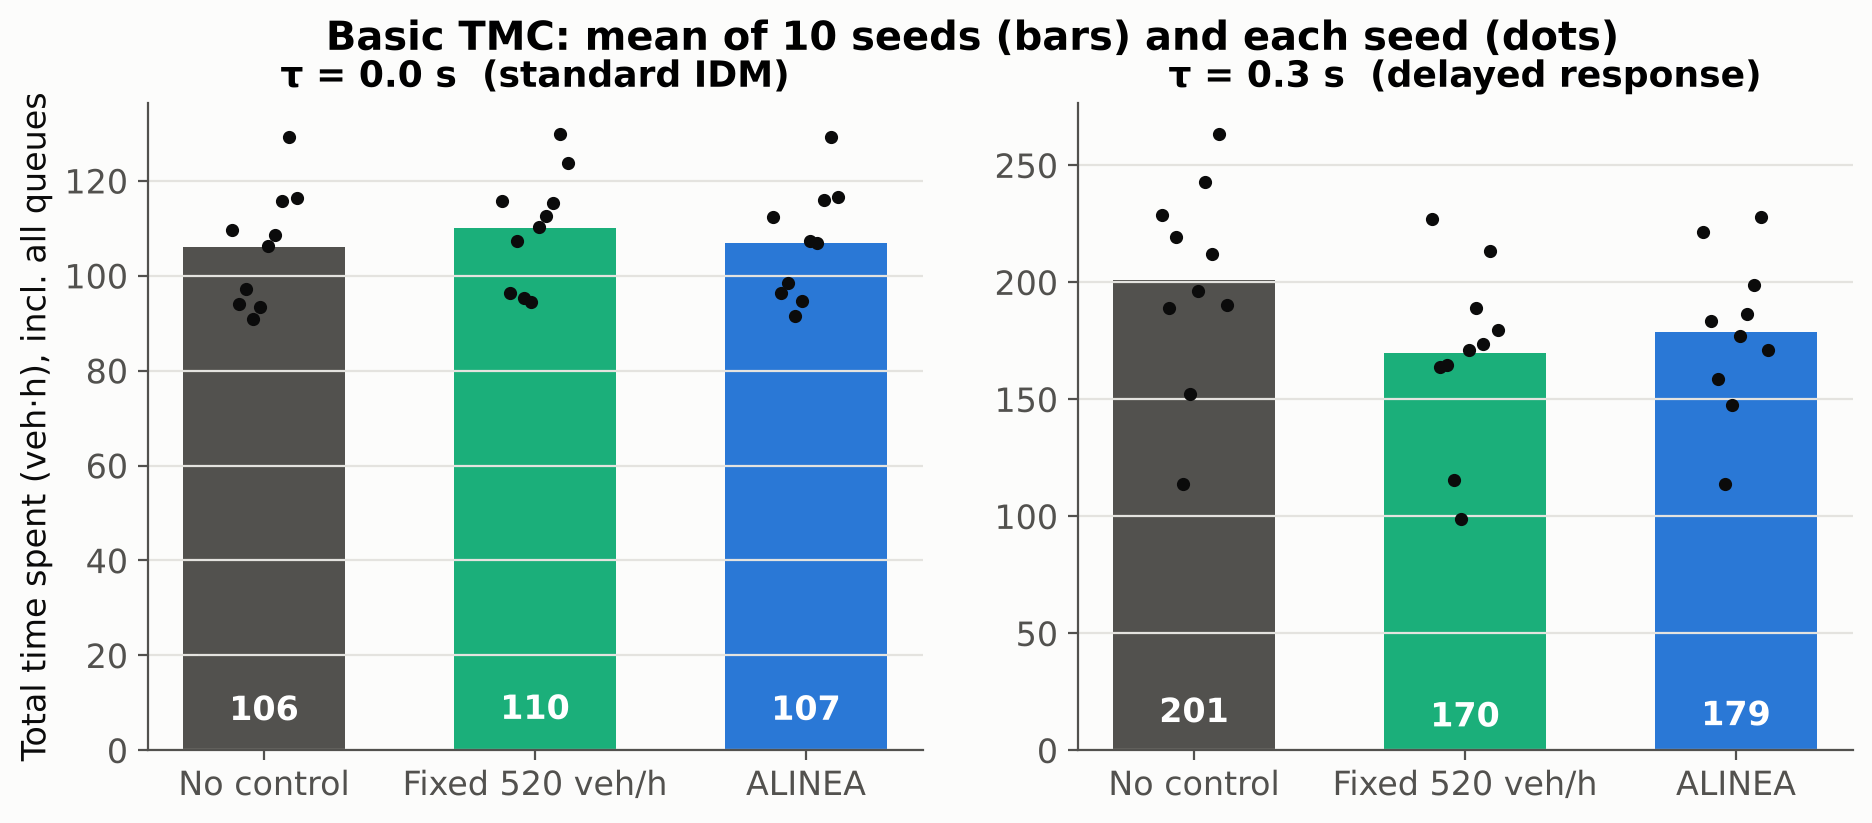 Basic TMC: mean of 10 seeds (bars) and each seed (dots)
τ = 0.0 s (standard IDM)
Total time spent (veh·h), incl. all queues
120
100
80
60
40
20
0
106
110
107
No control
Fixed 520 veh/h
ALINEA
τ = 0.3 s (delayed response)
250
200
150
100
50
0
201
170
179
No control
Fixed 520 veh/h
ALINEA